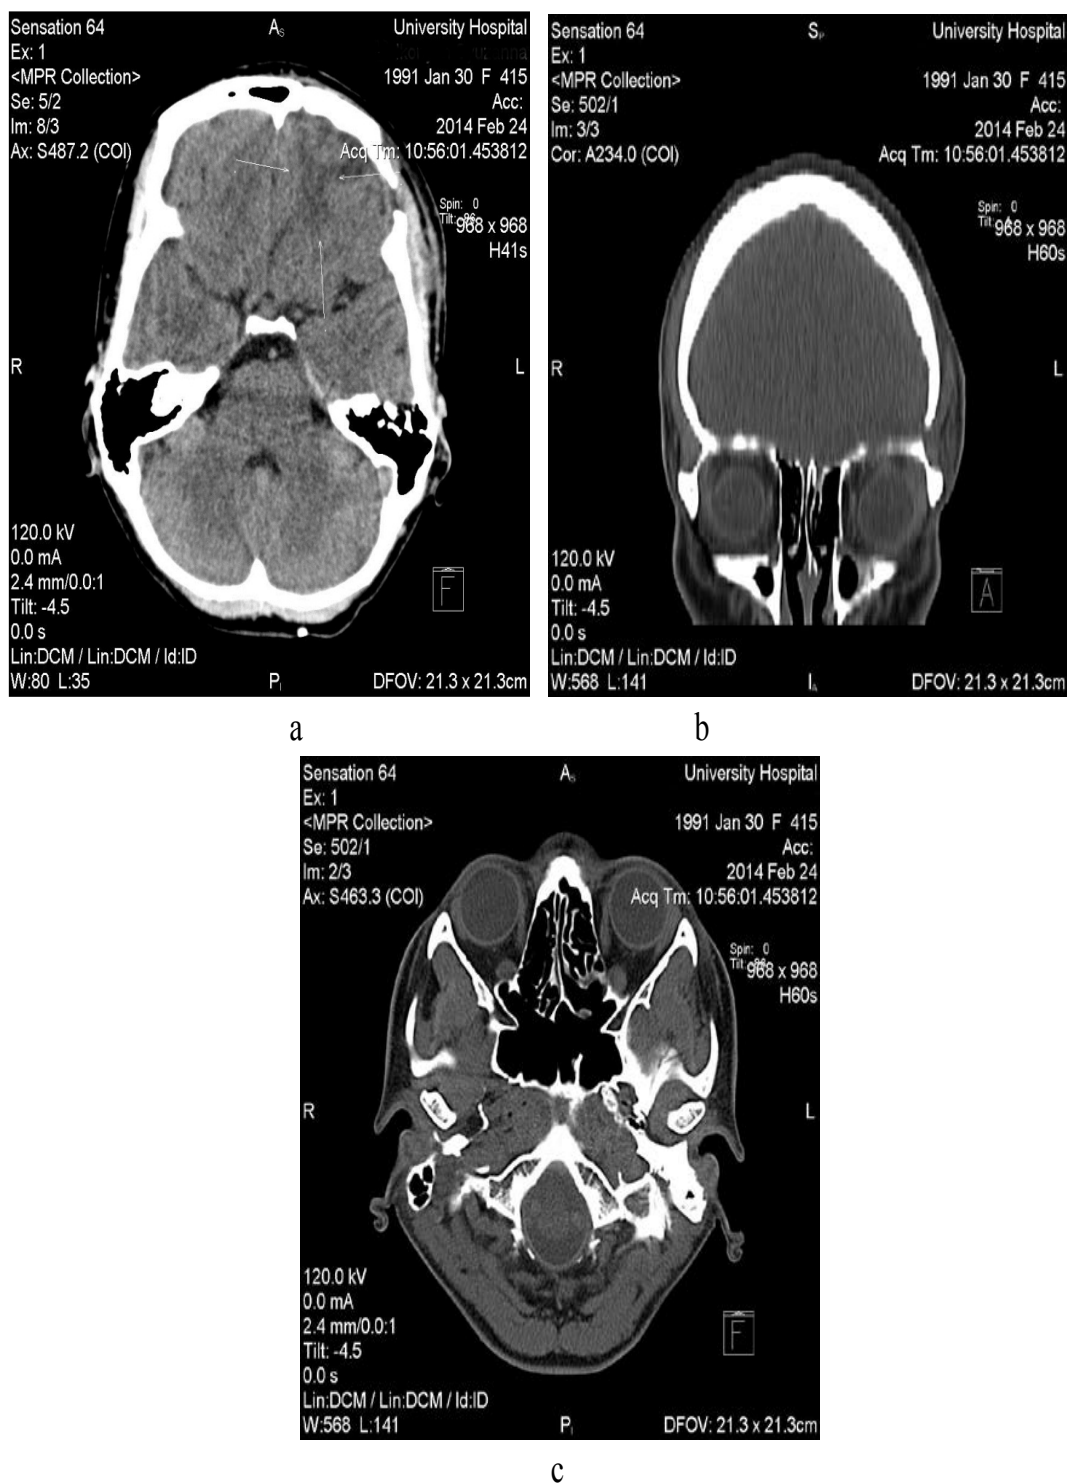 Sensation 64
University Hospital
Ex: 1
<MPR Collection>
1991 Jan 30 F 415
Se: 5/2
Acc:
Im: 8/3
2014 Feb 24
Ax: S487.2 (COI)
Acq Tm: 10:56:01.453812
Spin: 0
Tilt:
968 x 968
H41s
R
L
120.0 kV
0.0 mA
2.4 mm/0.0:1
Tilt: -4.5
0.0 s
Lin:DCM / Lin:DCM / Id:ID
W:80 L:35
P
DFOV: 21.3 x 21.3cm
F
A
a
Sensation 64
S
University Hospital
Ex: 1
<MPR Collection>
1991 Jan 30 F 415
Se: 502/1
Acc:
Im: 3/3
2014 Feb 24
Cor: A234.0 (COI)
Acq Tm: 10:56:01.453812
Spin: 0
Tilt:
968 x 968
H60s
R
L
120.0 kV
0.0 mA
2.4 mm/0.0:1
Tilt: -4.5
0.0 s
A
Lin:DCM / Lin:DCM / Id:ID
W:568 L:141
I
DFOV: 21.3 x 21.3cm
b
Sensation 64
A
University Hospital
Ex: 1
<MPR Collection>
1991 Jan 30 F 415
Se: 502/1
Acc:
Im: 2/3
2014 Feb 24
Ax: S463.3 (COI)
Acq Tm: 10:56:01.453812
Spin: 0
Tilt:
968 x 968
H60s
R
L
120.0 kV
0.0 mA
2.4 mm/0.0:1
Tilt: -4.5
0.0 s
F
Lin:DCM / Lin:DCM / Id:ID
W:568 L:141
P
DFOV: 21.3 x 21.3cm
c